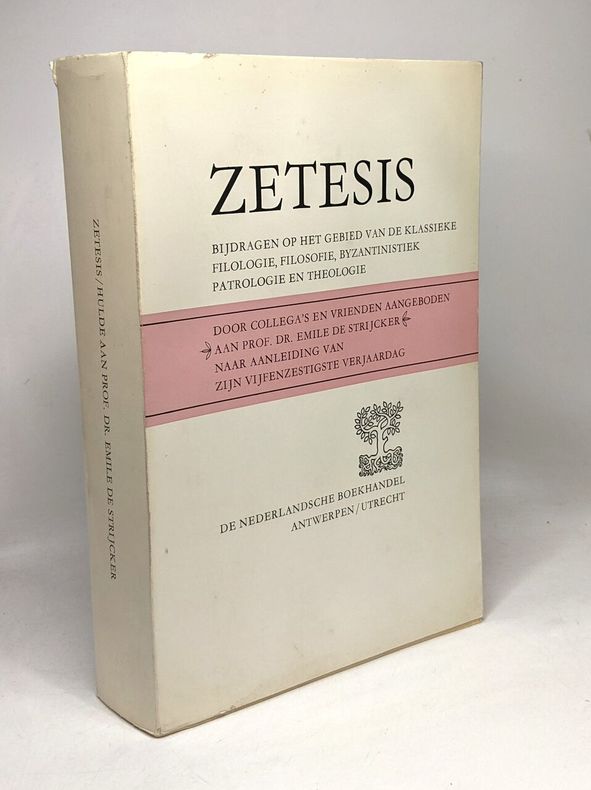 ZETESIS
BIJDRAGEN OP HET GEBIED VAN DE KLASSIEKE
FILOLOGIE, FILOSOFIE, BYZANTINISTIEK
PATROLOGIE EN THEOLOGIE
DOOR COLLEGA'S EN VRIENDEN AANGEBODEN
AAN PROF. DR. EMILE DE STRIJCKER
NAAR AANLEIDING VAN
ZIJN VIJFENZESTIGSTE VERJAARDAG
DE NEDERLANDSCHE BOEKHANDEL
ANTWERPEN/UTRECHT
ZETESIS/HULDE AAN PROF. DR. EMILE DE STRIJCKER